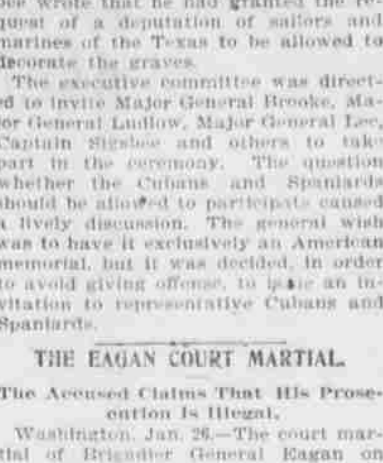 bee wrote that he had granted the re-
quest of a deputation of sailors and
marines of the Texas to be allowed to
decorate the graves.
The executive committee was direct-
ed to invite Major General Brooke, Ma-
jor General Ludlow, Major General Lee,
Captain Sigsbee and others to take
part in the ceremony. The question
whether the Cubans and Spaniards
should be allowed to participate caused
a lively discussion. The general wish
was to have it exclusively an American
memorial, but it was decided, in order
to avoid giving offense, to issue an in-
vitation to representative Cubans and
Spaniards.
THE EAGAN COURT MARTIAL.
The Accused Claims That His Prose-
cution Is Illegal.
Washington, Jan. 26.—The court mar-
tial of Brigadier General Eagan on